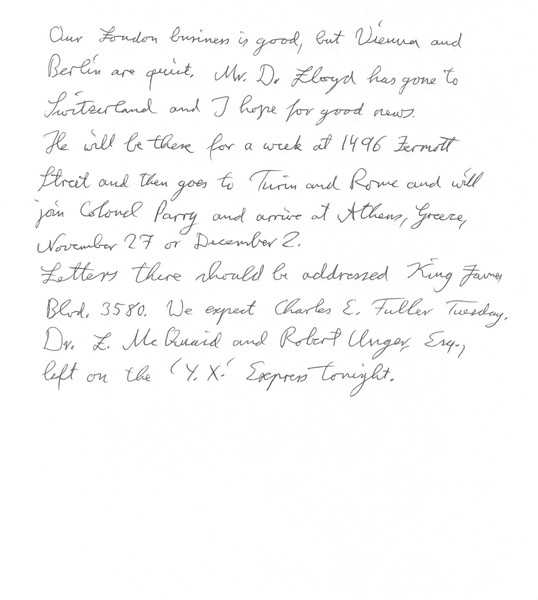 Our London business is good, but Vienna and
Berlin are quiet. Mr. D. Lloyd has gone to
Switzerland and I hope for good news.
He will be there for a week at 1496 Zermott
Street and then goes to Turin and Rome and will
join Colonel Parry and arrive at Athens, Greece,
November 27 or December 2.
Letters there should be addressed King James
Blvd. 3580. We expect Charles E. Fuller Tuesday.
Dr. L. McQuaid and Robert Unger, Esq.,
left on the 'Y.X.' Express tonight.